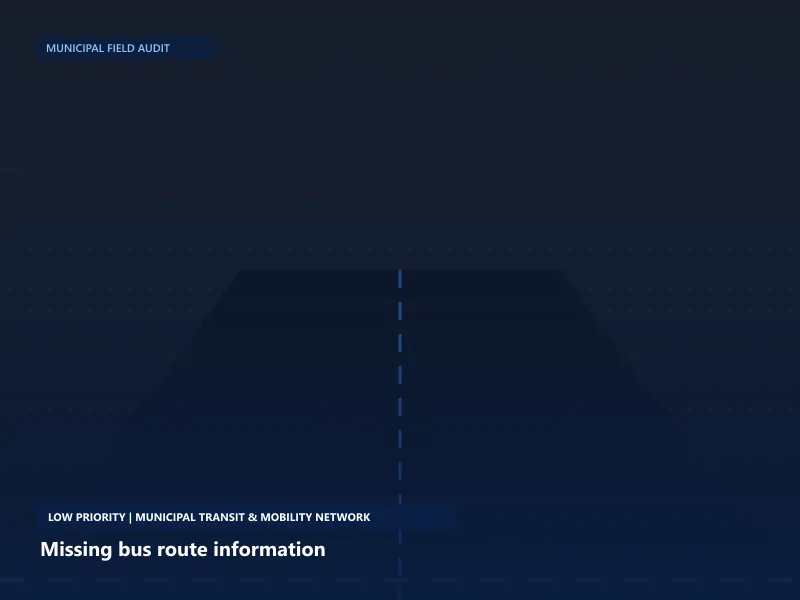 MUNICIPAL FIELD AUDIT
LOW PRIORITY | MUNICIPAL TRANSIT & MOBILITY NETWORK
Missing bus route information